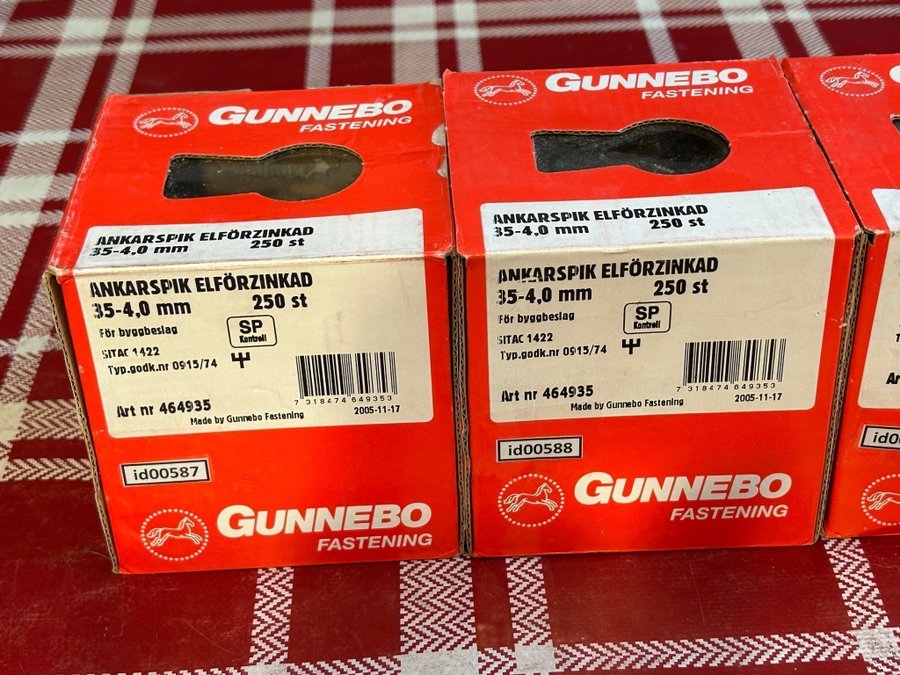 GUNNEBO
FASTENING
ANKARSPIK ELFÖRZINKAD
35-4,0 mm 250 st
ANKARSPIK ELFÖRZINKAD
35-4,0 mm 250 st
För byggbeslag
SP
Kontroll
SITAC 1422
Typ.godk.nr 0915/74
7 318474 649353
Art nr 464935
2005-11-17
Made by Gunnebo Fastening
id00587
GUNNEBO
FASTENING
GUNNEBO
FASTENING
ANKARSPIK ELFÖRZINKAD
35-4,0 mm 250 st
ANKARSPIK ELFÖRZINKAD
35-4,0 mm 250 st
För byggbeslag
SP
Kontroll
SITAC 1422
Typ.godk.nr 0915/74
7 318474 649353
Art nr 464935
2005-11-17
Made by Gunnebo Fastening
id00588
GUNNEBO
FASTENING